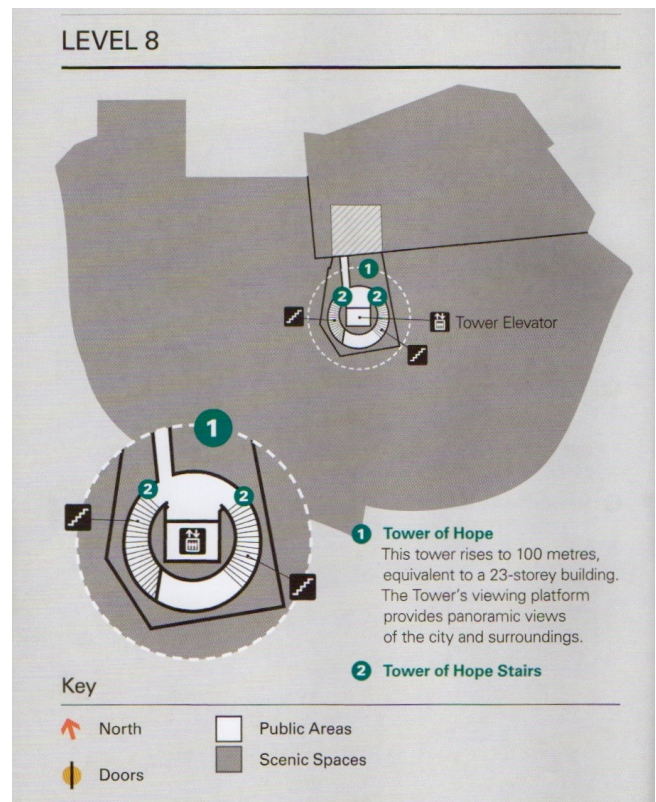 LEVEL 8
1
2
2
Tower Elevator
1
2
2
1 Tower of Hope
This tower rises to 100 metres,
equivalent to a 23-storey building.
The Tower's viewing platform
provides panoramic views
of the city and surroundings.
2 Tower of Hope Stairs
Key
North
Public Areas
Doors
Scenic Spaces